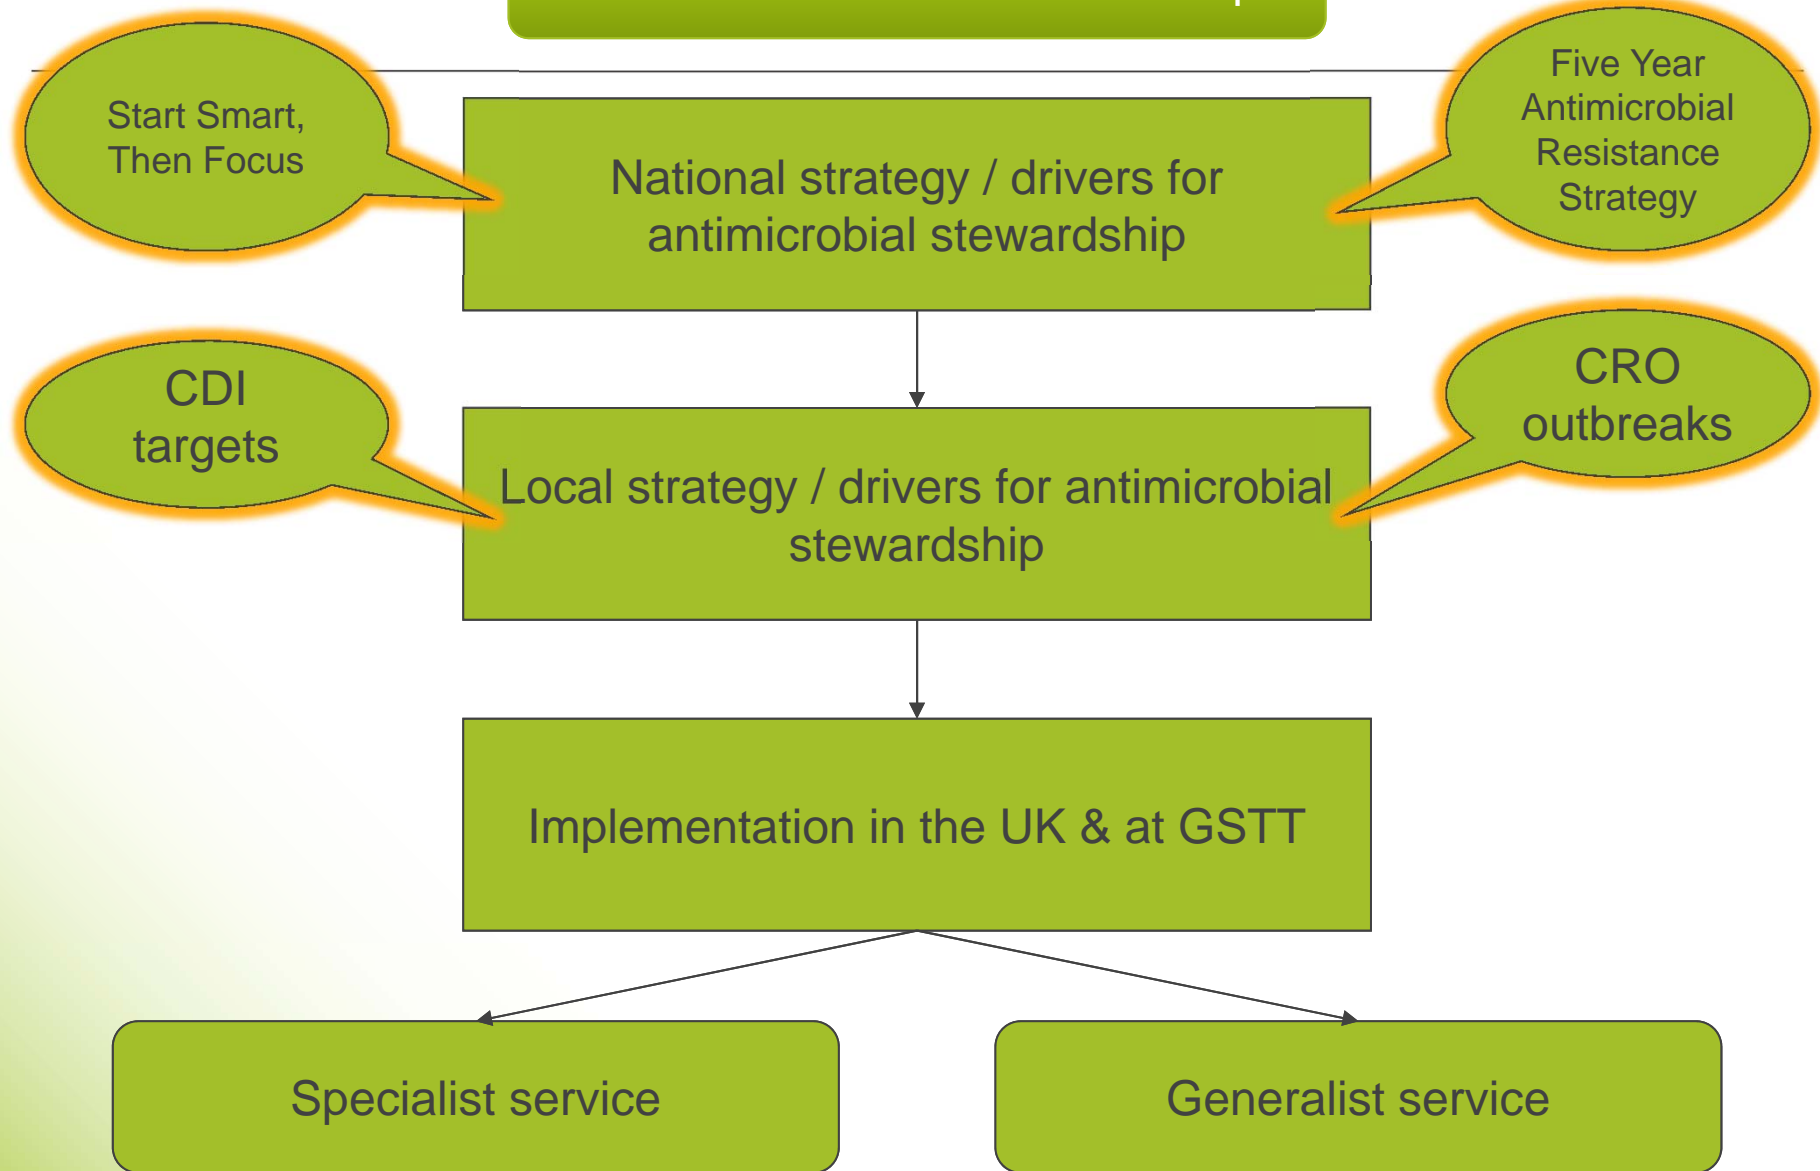 Start Smart,
Then Focus
Five Year
Antimicrobial
Resistance
Strategy
National strategy / drivers for
antimicrobial stewardship
CDI
targets
CRO
outbreaks
Local strategy / drivers for antimicrobial
stewardship
Implementation in the UK & at GSTT
Specialist service
Generalist service